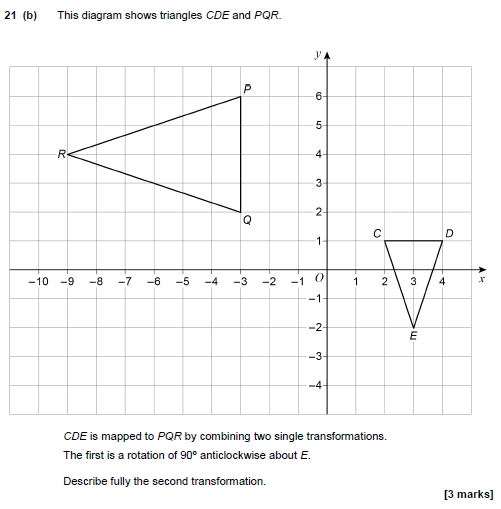 21 (b) This diagram shows triangles CDE and PQR.
y
P
6
5
R 4
3
2
Q
C D
1
–10 –9 –8 –7 –6 –5 –4 –3 –2 –1 O 1 2 3 4 x
–1
–2
E
–3
–4
CDE is mapped to PQR by combining two single transformations.
The first is a rotation of 90º anticlockwise about E.
Describe fully the second transformation.
[3 marks]